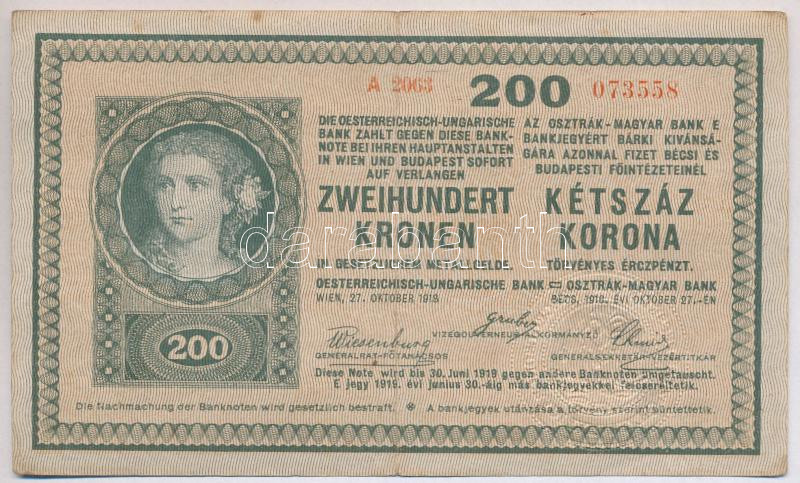 A 2063 200 073558
DIE OESTERREICHISCH-UNGARISCHE
BANK ZAHLT GEGEN DIESE BANK-
NOTE BEI IHREN HAUPTANSTALTEN
IN WIEN UND BUDAPEST SOFORT
AUF VERLANGEN
ZWEIHUNDERT
KRONEN
IN GESETZLICHEM METALLGELDE.
AZ OSZTRÁK-MAGYAR BANK E
BANKJEGYÉRT BÁRKI KIVÁNSÁ-
GÁRA AZONNAL FIZET BÉCSI ÉS
BUDAPESTI FŐINTÉZETEINÉL
KÉTSZÁZ
KORONA
TÖRVÉNYES ÉRCZPÉNZT.
OESTERREICHISCH-UNGARISCHE BANK OSZTRÁK-MAGYAR BANK
WIEN, 27. OKTOBER 1918 BÉCS, 1918. ÉVI OKTOBER 27.-ÉN
Gruber
VIZEGOUVERNEUR-ALKORMÁNYZÓ
Wiesenburg
GENERALRAT-FŐTANÁCSOS
Schmid
GENERALSEKRETÄR-VEZÉRTITKÁR
200
Diese Note wird bis 30. Juni 1919 gegen andere Banknoten umgetauscht.
E jegy 1919. évi junius 30.-áig más bankjegyekkel felcseréltetik.
Die Nachmachung der Banknoten wird gesetzlich bestraft. A bankjegyek utánzása a törvény szerint büntettetik.
darabanth